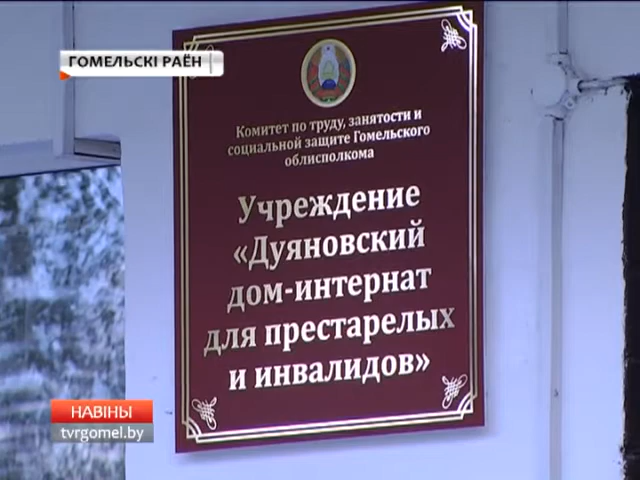 ГОМЕЛЬСКІ РАЁН
Комитет по труду, занятости и
социальной защите Гомельского
облисполкома
Учреждение
«Дуяновский
дом-интернат
для престарелых
и инвалидов»
НАВІНЫ
tvrgomel.by